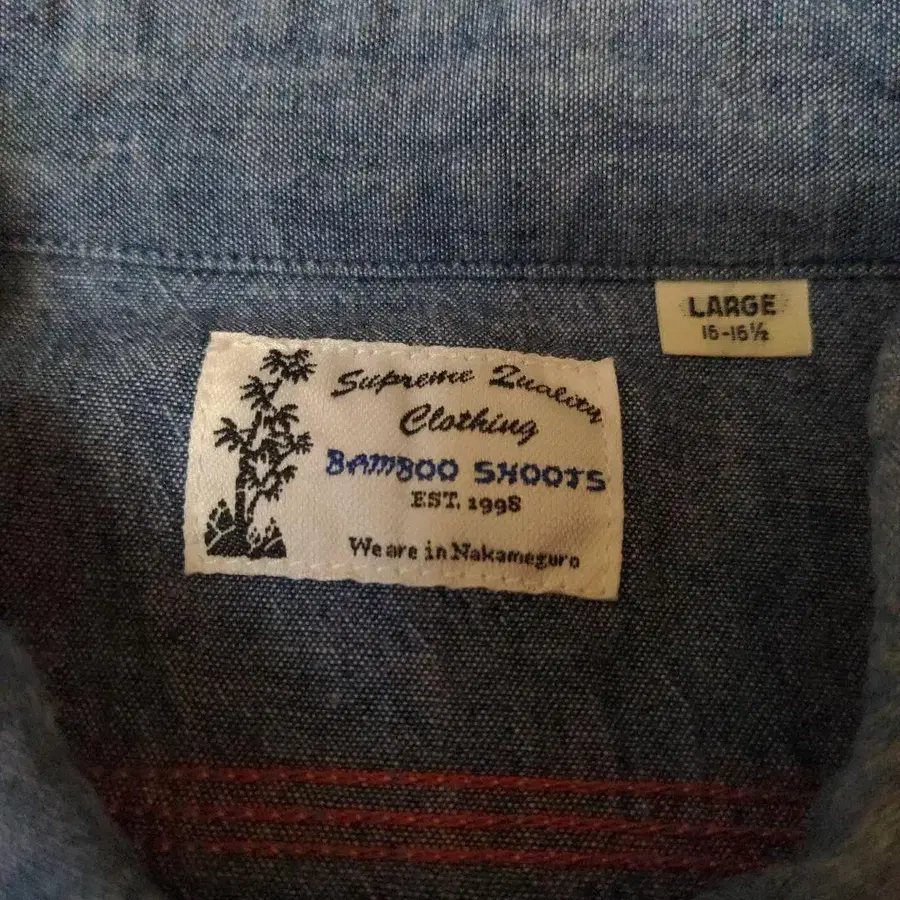 LARGE
16-16½
Supreme Quality
Clothing
BAMBOO SHOOTS
EST. 1998
We are in Nakameguro